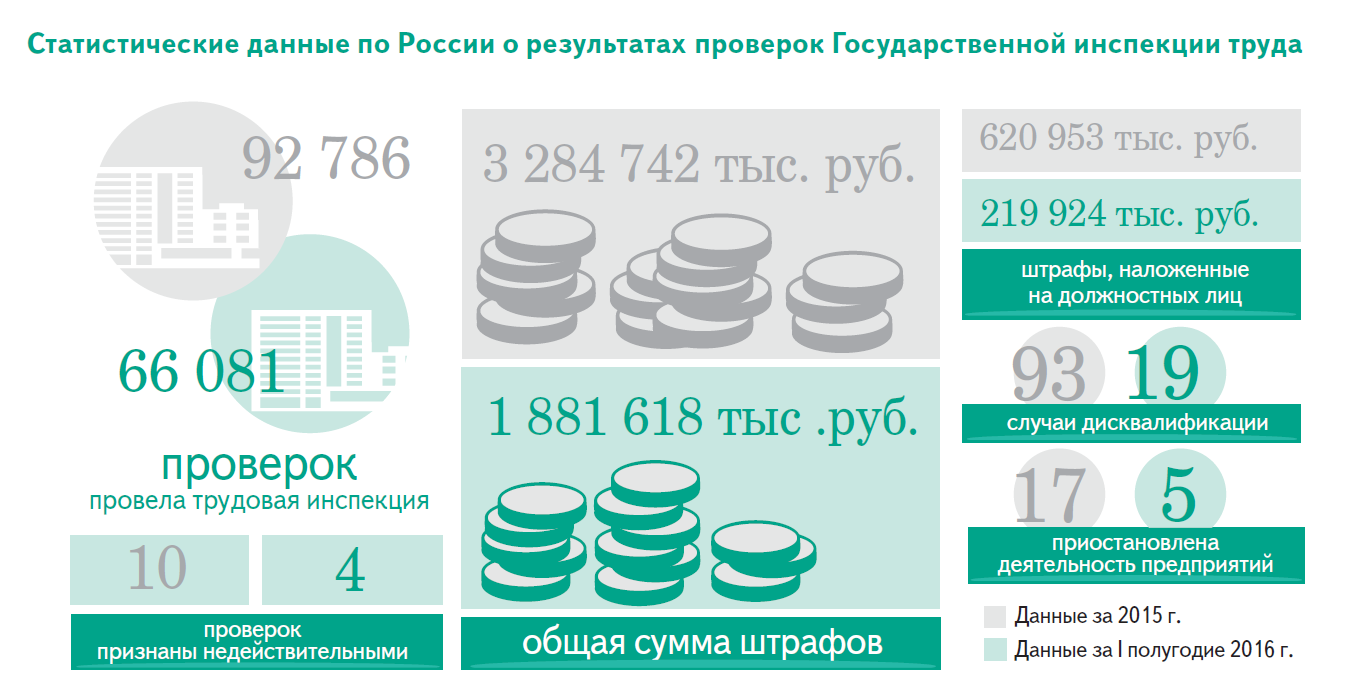 Статистические данные по России о результатах проверок Государственной инспекции труда
92 786
66 081
проверок
провела трудовая инспекция
10
4
проверок
признаны недействительными
3 284 742 тыс. руб.
1 881 618 тыс .руб.
общая сумма штрафов
620 953 тыс. руб.
219 924 тыс. руб.
штрафы, наложенные
на должностных лиц
93 19
случаи дисквалификации
17 5
приостановлена
деятельность предприятий
Данные за 2015 г.
Данные за I полугодие 2016 г.